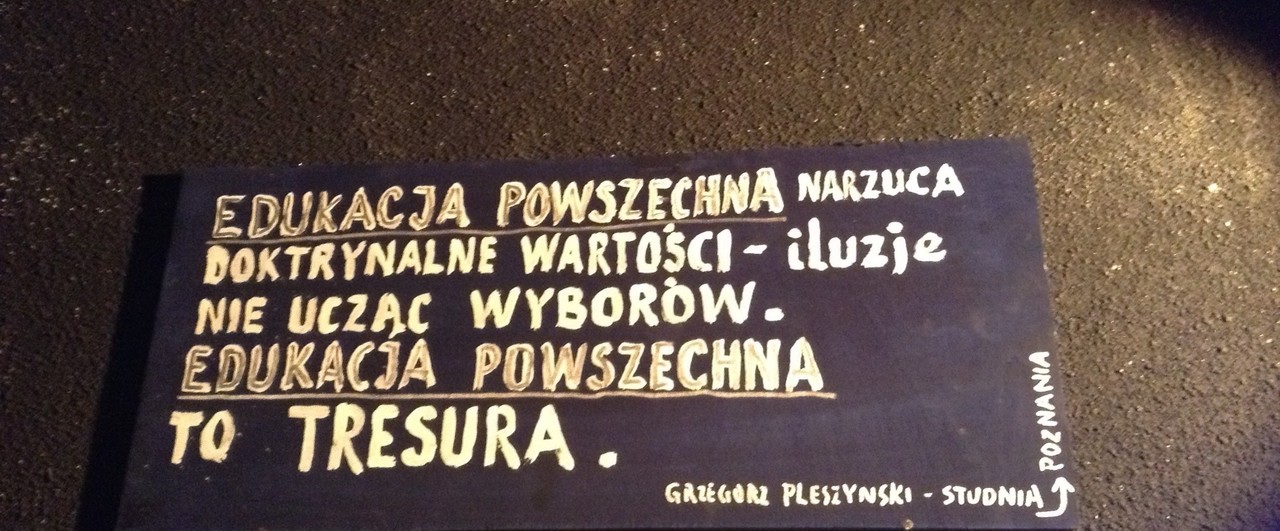 EDUKACJA POWSZECHNA NARZUCA
DOKTRYNALNE WARTOŚCI - iluzje
NIE UCZĄC WYBORÓW.
EDUKACJA POWSZECHNA
TO TRESURA.
GRZEGORZ PLESZYNSKI - STUDNIA
POZNANIA